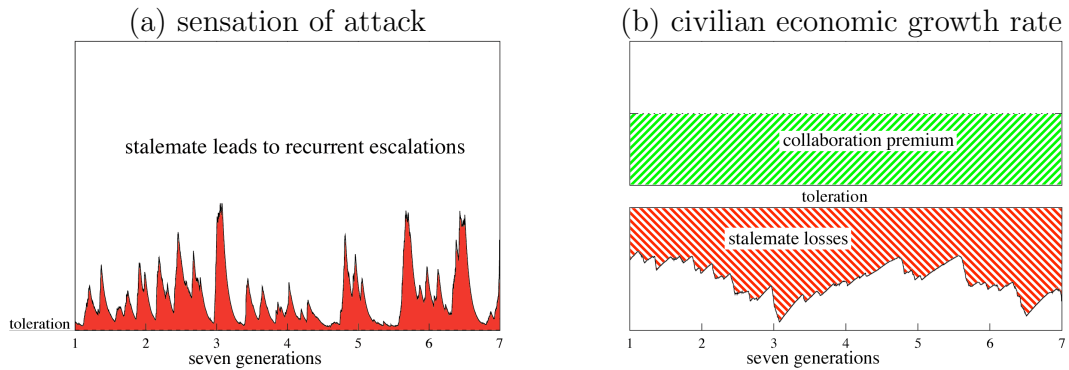 (a) sensation of attack
stalemate leads to recurrent escalations
toleration
1 2 3 4 5 6 7
seven generations
(b) civilian economic growth rate
collaboration premium
toleration
stalemate losses
1 2 3 4 5 6 7
seven generations